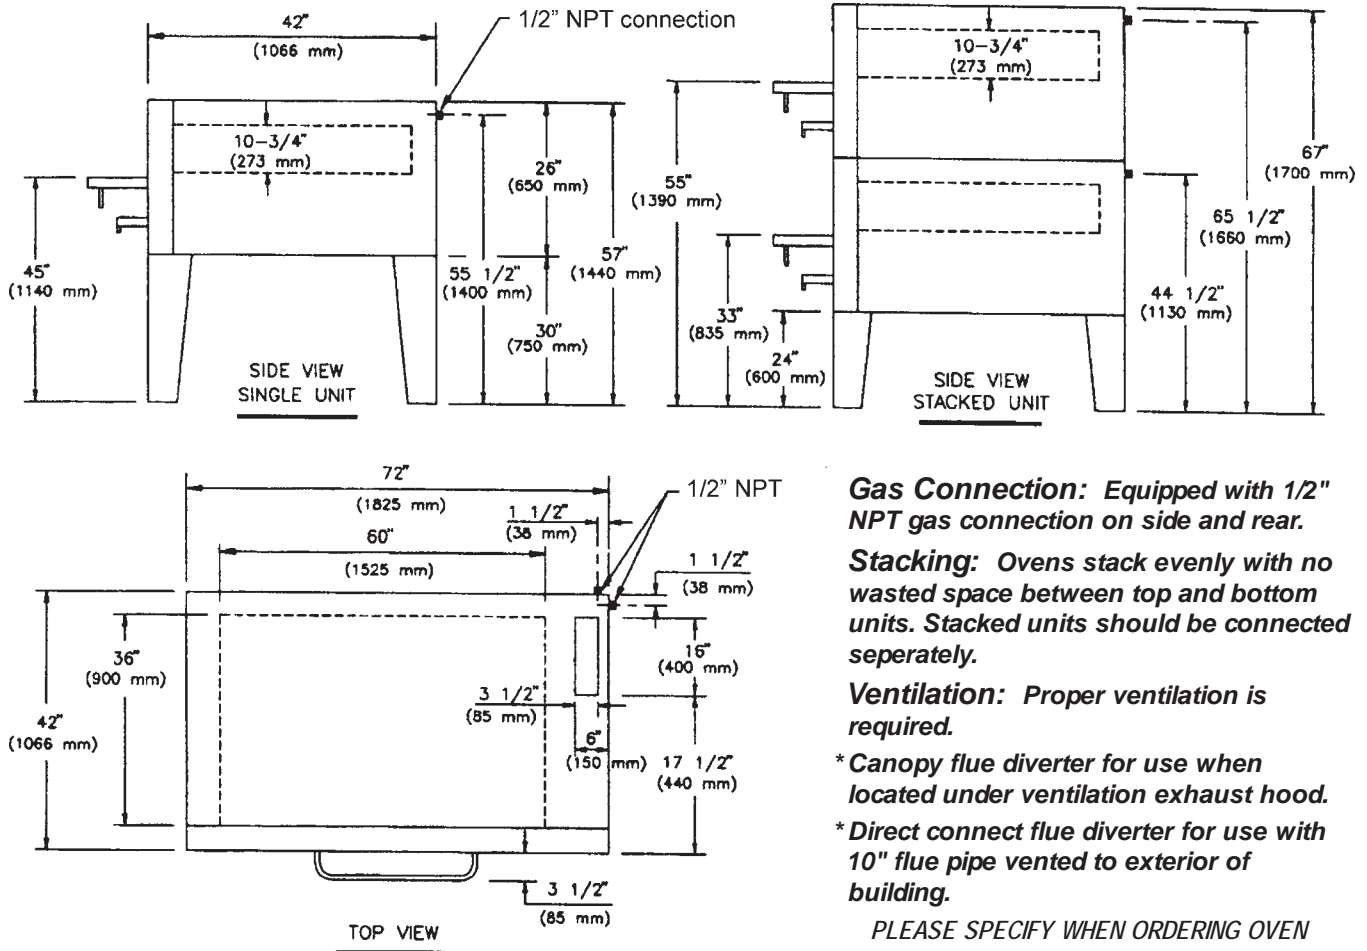 42"
(1066 mm)
1/2” NPT connection
10-3/4"
(273 mm)
26"
(650 mm)
57"
(1440 mm)
55 1/2"
(1400 mm)
30"
(750 mm)
45"
(1140 mm)
SIDE VIEW
SINGLE UNIT
10-3/4"
(273 mm)
67"
(1700 mm)
55"
(1390 mm)
65 1/2"
(1660 mm)
44 1/2"
(1130 mm)
33"
(835 mm)
24"
(600 mm)
SIDE VIEW
STACKED UNIT
72"
(1825 mm)
1/2” NPT
1 1/2"
(38 mm)
60"
(1525 mm)
1 1/2"
(38 mm)
36"
(900 mm)
16"
(400 mm)
3 1/2"
(85 mm)
42"
(1066 mm)
6"
(150 mm)
17 1/2"
(440 mm)
3 1/2"
(85 mm)
TOP VIEW
Gas Connection: Equipped with 1/2"
NPT gas connection on side and rear.
Stacking: Ovens stack evenly with no
wasted space between top and bottom
units. Stacked units should be connected
seperately.
Ventilation: Proper ventilation is
required.
* Canopy flue diverter for use when
located under ventilation exhaust hood.
* Direct connect flue diverter for use with
10" flue pipe vented to exterior of
building.
PLEASE SPECIFY WHEN ORDERING OVEN